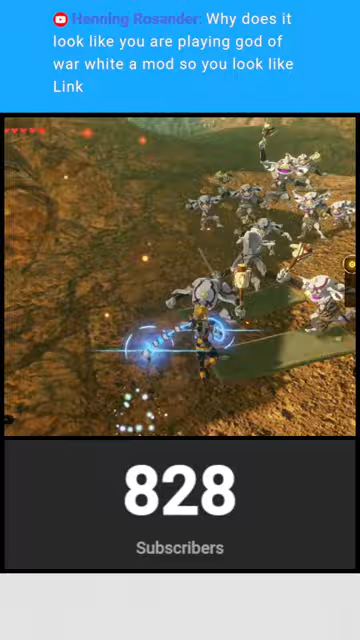 Henning Rosander: Why does it
look like you are playing god of
war white a mod so you look like
Link
828
Subscribers